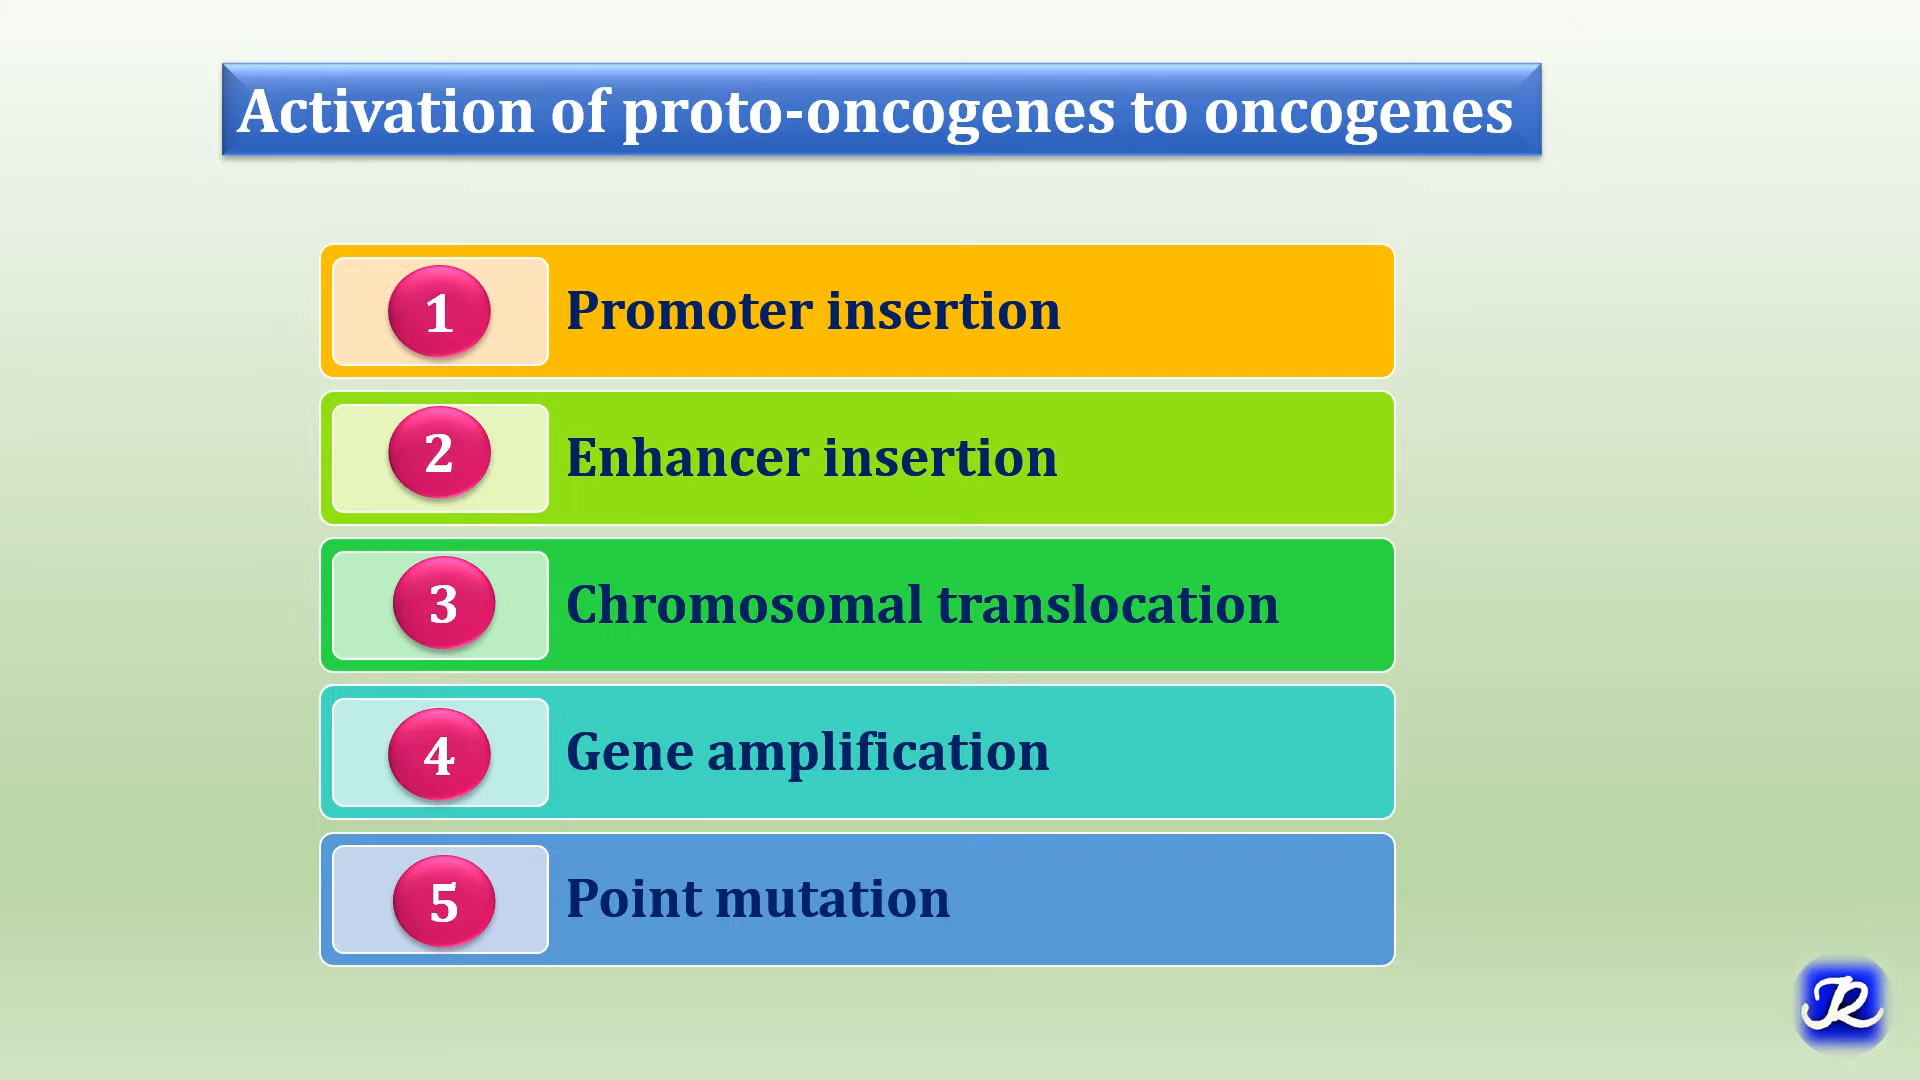 Activation of proto-oncogenes to oncogenes
1 Promoter insertion
2 Enhancer insertion
3 Chromosomal translocation
4 Gene amplification
5 Point mutation
JR